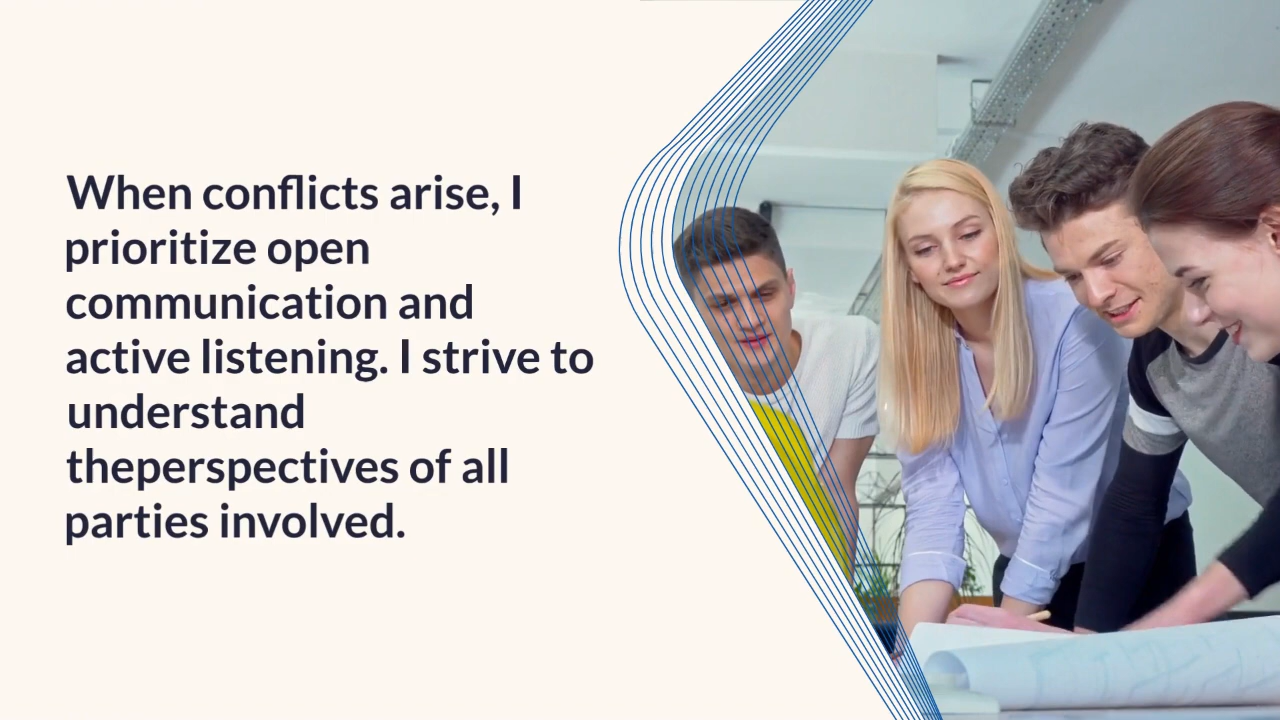 When conflicts arise, I
prioritize open
communication and
active listening. I strive to
understand
theperspectives of all
parties involved.